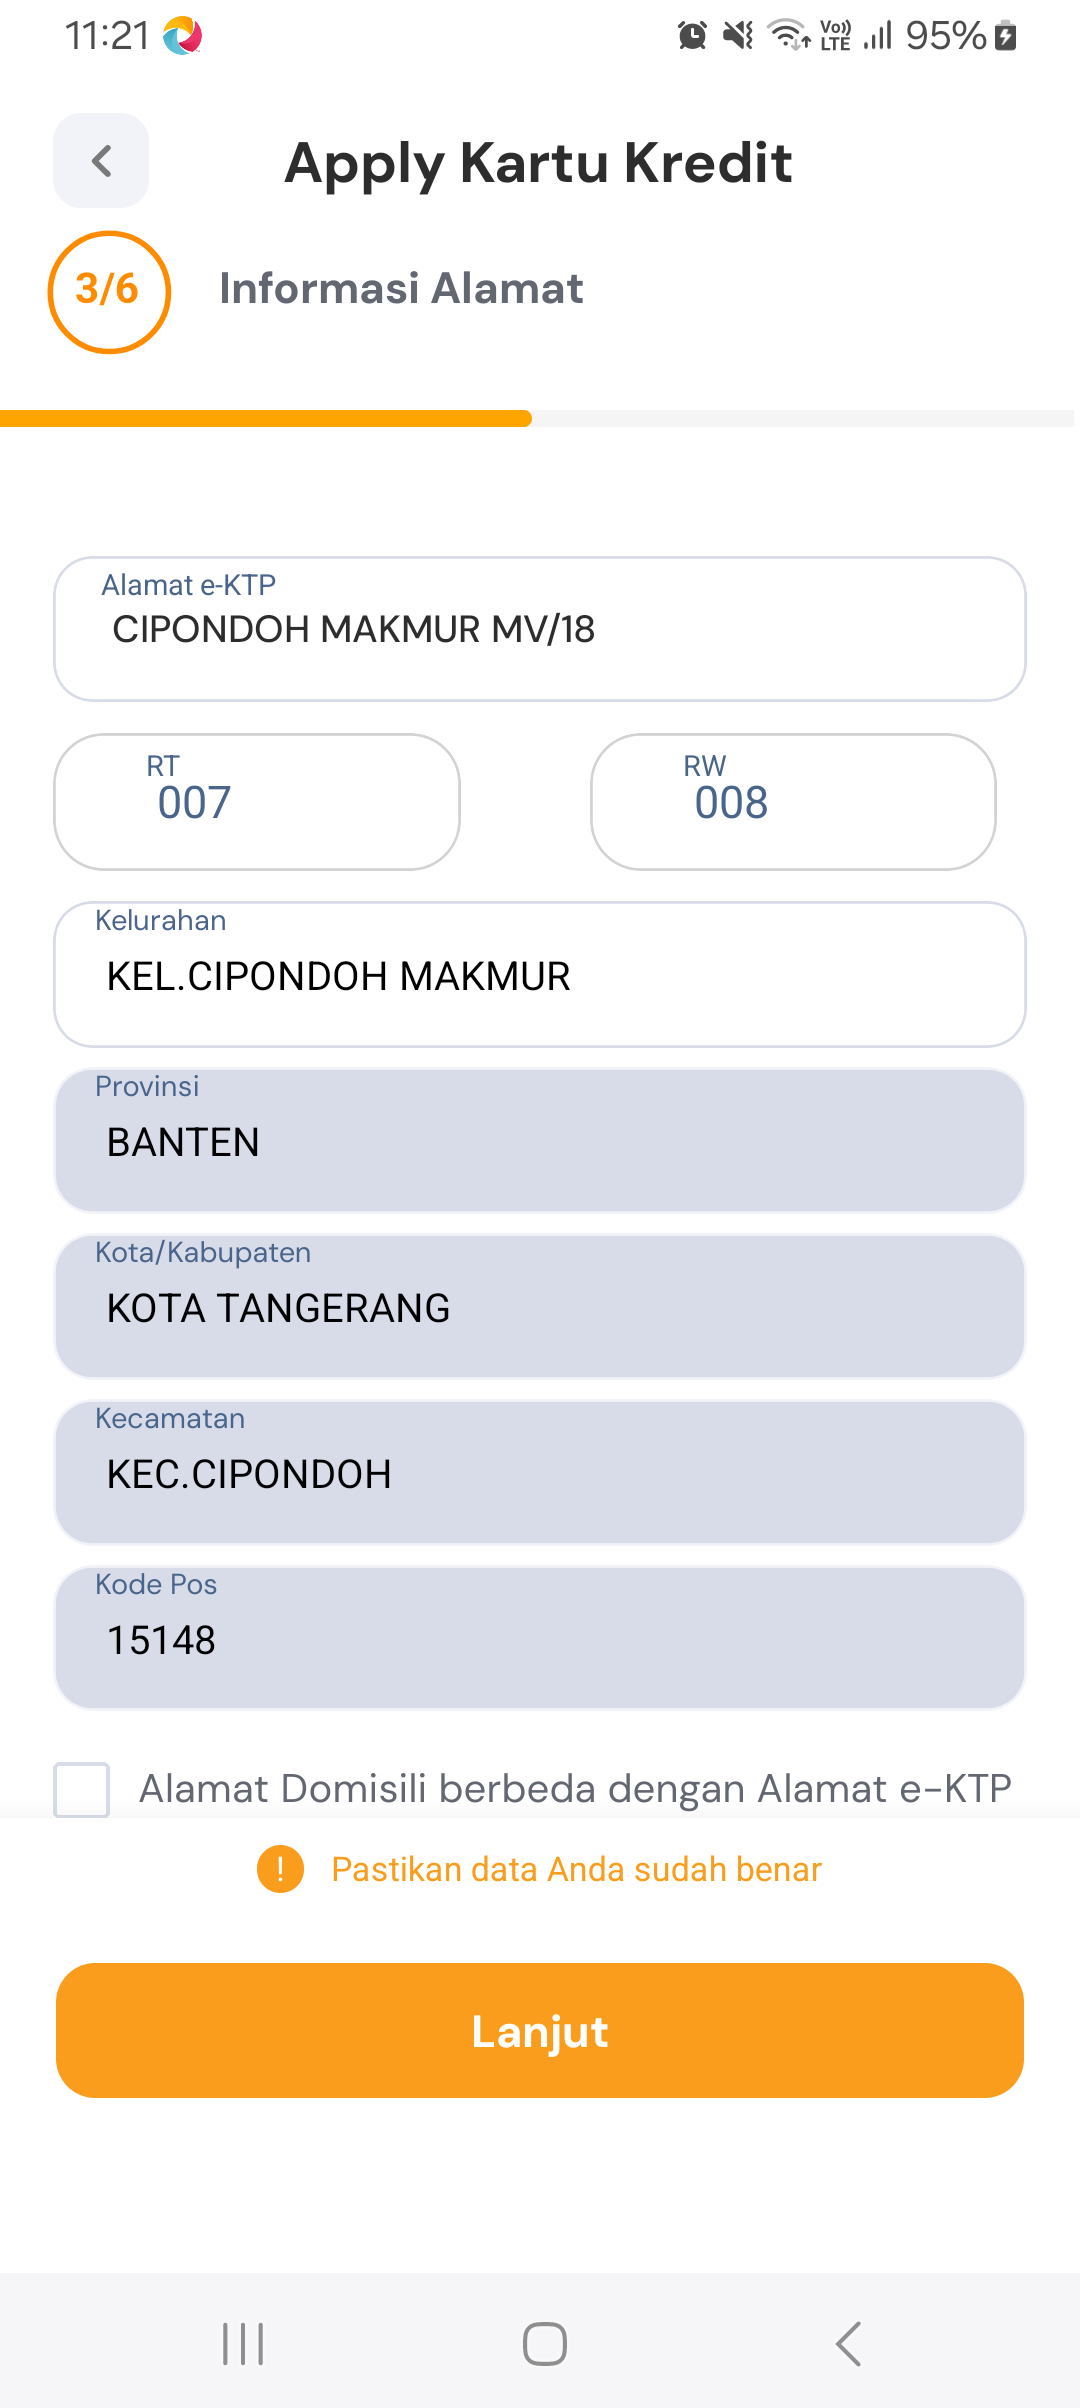 11:21 Vo)) LTE 95%
Apply Kartu Kredit
3/6 Informasi Alamat
Alamat e-KTP
CIPONDOH MAKMUR MV/18
RT RW
007 008
Kelurahan
KEL.CIPONDOH MAKMUR
Provinsi
BANTEN
Kota/Kabupaten
KOTA TANGERANG
Kecamatan
KEC.CIPONDOH
Kode Pos
15148
Alamat Domisili berbeda dengan Alamat e-KTP
! Pastikan data Anda sudah benar
Lanjut